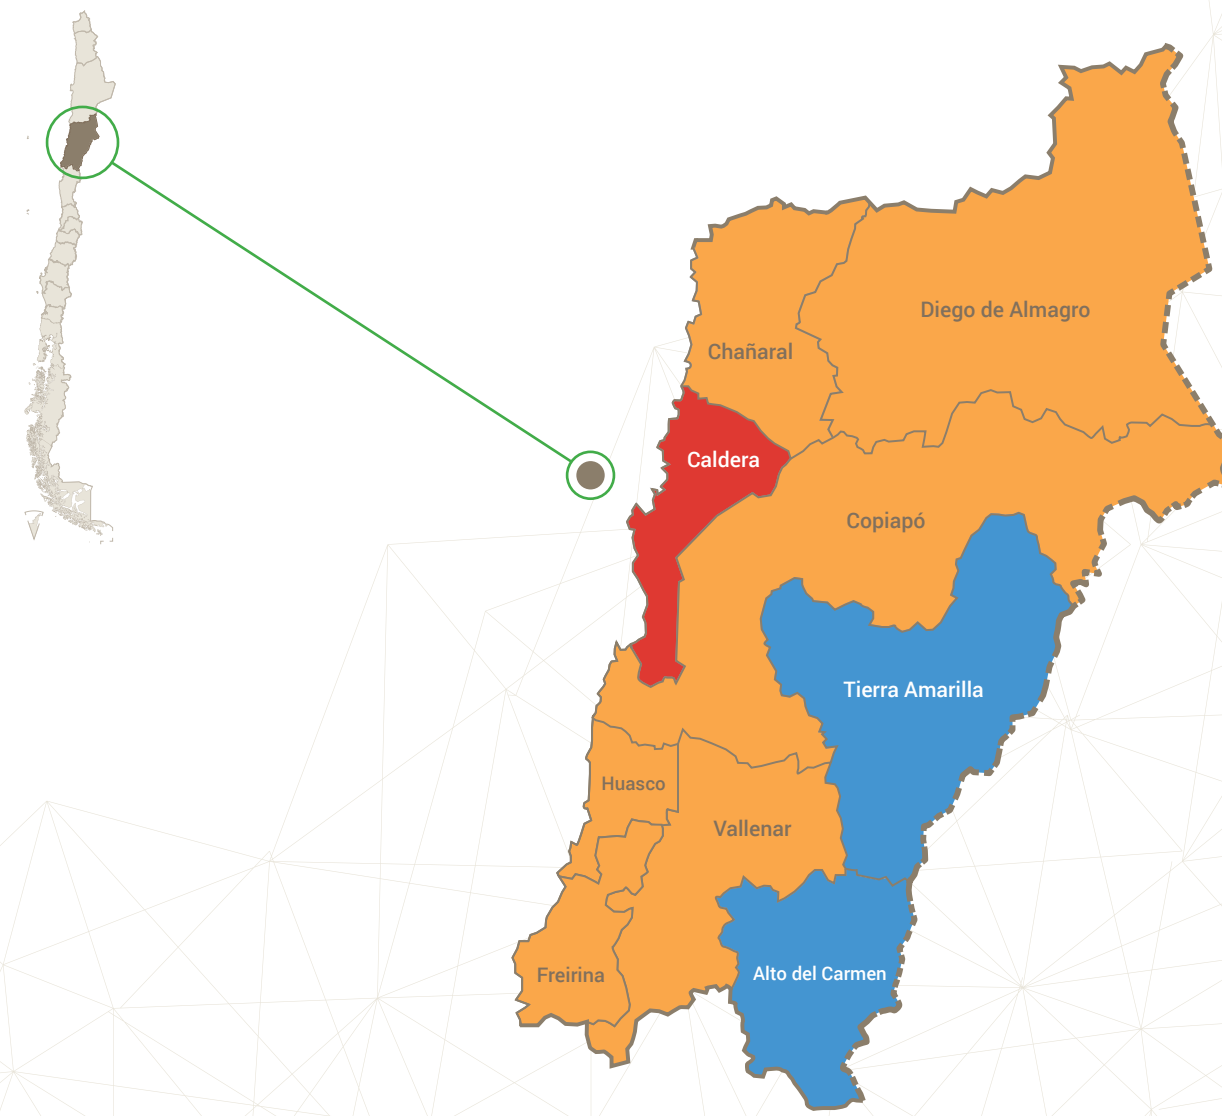 Diego de Almagro
Chañaral
Caldera
Copiapó
Tierra Amarilla
Huasco
Vallenar
Alto del Carmen
Freirina